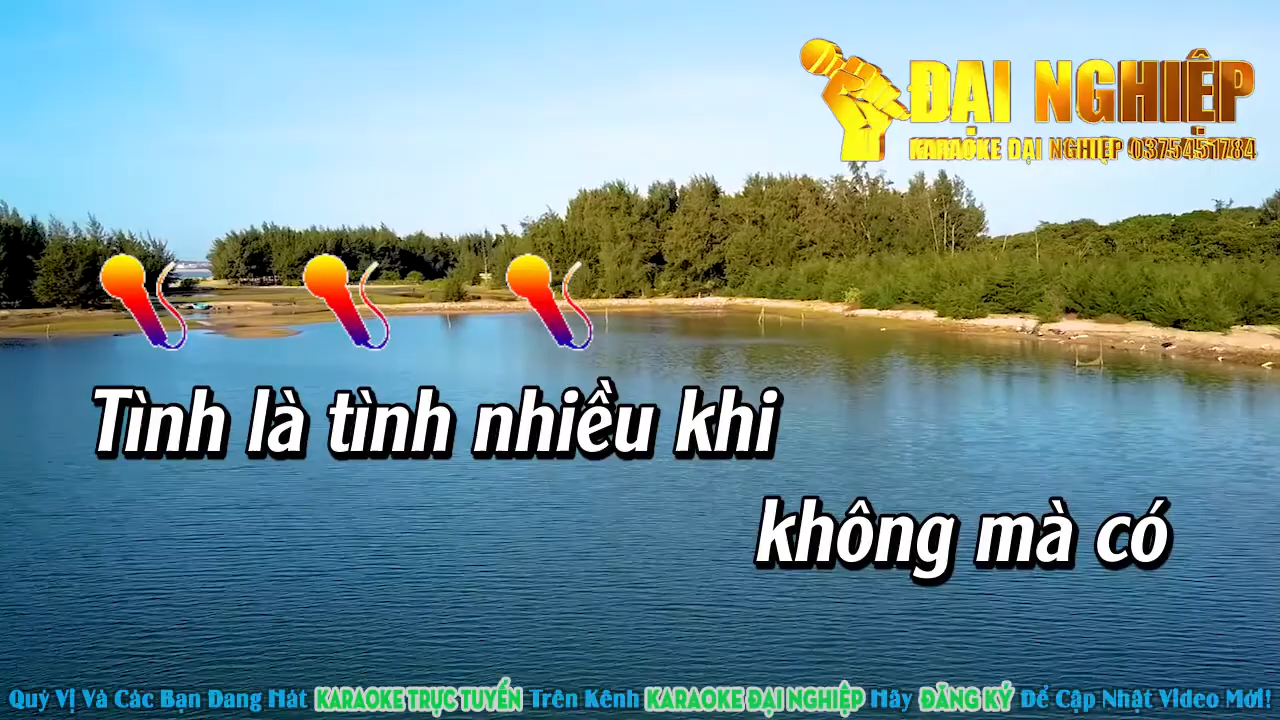 ĐẠI NGHIỆP
KARAOKE ĐẠI NGHIỆP 0375451784
Tình là tình nhiều khi
không mà có
Quý Vị Và Các Bạn Đang Hát KARAOKE TRỰC TUYẾN Trên Kênh KARAOKE ĐẠI NGHIỆP Hãy ĐĂNG KÝ Để Cập Nhật Video Mới!